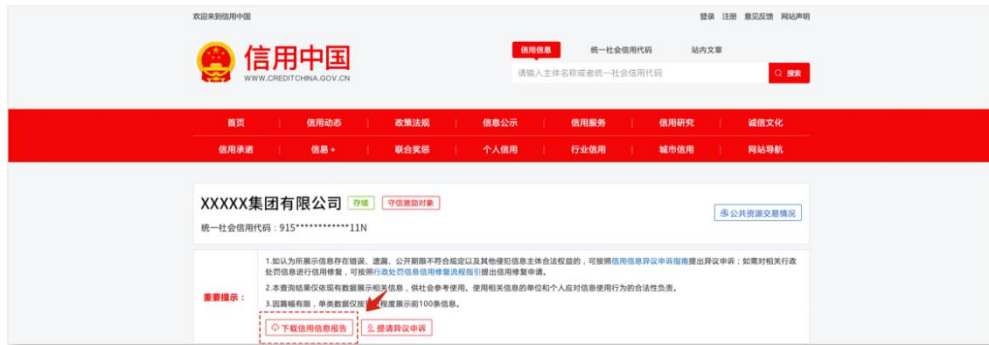 欢迎来到信用中国
登录 注册 意见反馈 网站声明
信用中国
WWW.CREDITCHINA.GOV.CN
信用信息 统一社会信用代码 站内文章
请输入主体名称或者统一社会信用代码 搜索
首页 信用动态 政策法规 信息公示 信用服务 信用研究 诚信文化
信用承诺 信易+ 联合奖惩 个人信用 行业信用 城市信用 网站导航
XXXXX集团有限公司 存续 守信激励对象
公共资源交易情况
统一社会信用代码:915************11N
重要提示:
1.如认为所展示信息存在错误、遗漏、公开期限不符合规定以及其他侵犯信息主体合法权益的,可按照信用信息异议申诉指南提出异议申诉;如需对相关行政
处罚信息进行信用修复,可按照行政处罚信息信用修复流程指引提出信用修复申请。
2.本查询结果仅依现有数据展示相关信息,供社会参考使用。使用相关信息的单位和个人应对信息使用行为的合法性负责。
3.因篇幅有限,单类数据仅按 程度展示前100条信息。
下载信用信息报告 提请异议申诉